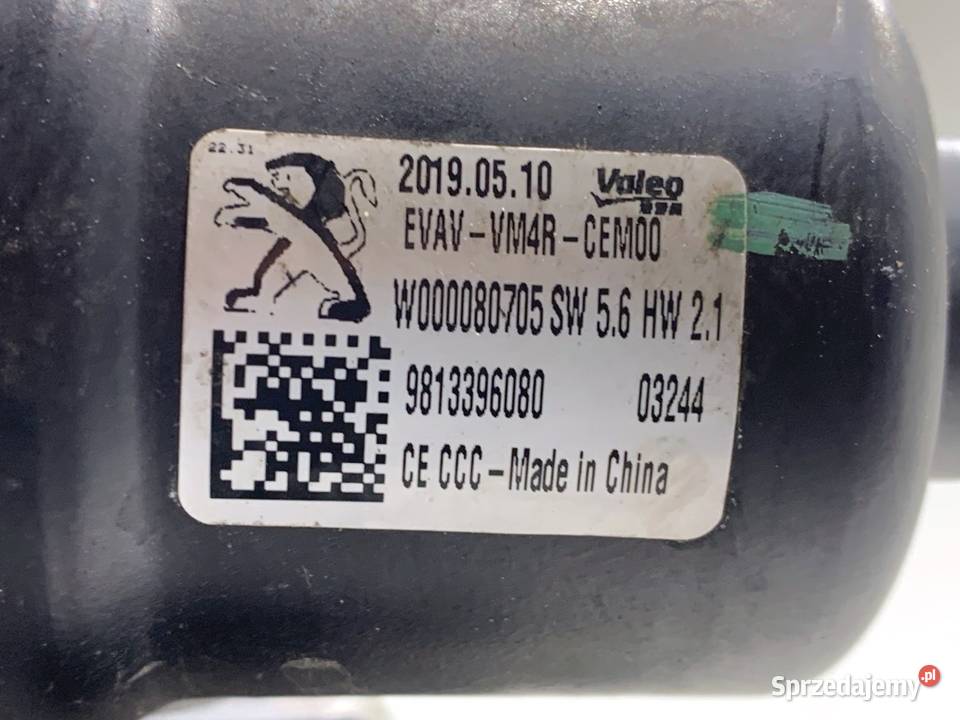 22.31
2019.05.10 Valeo
EVAV-VM4R-CEM00
W000080705 SW 5.6 HW 2.1
9813396080 03244
CE CCC-Made in China
Sprzedajemy.pl